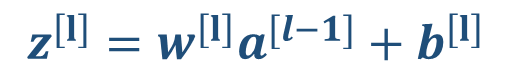 z^[l] = w^[l] a^[l−1] + b^[l]